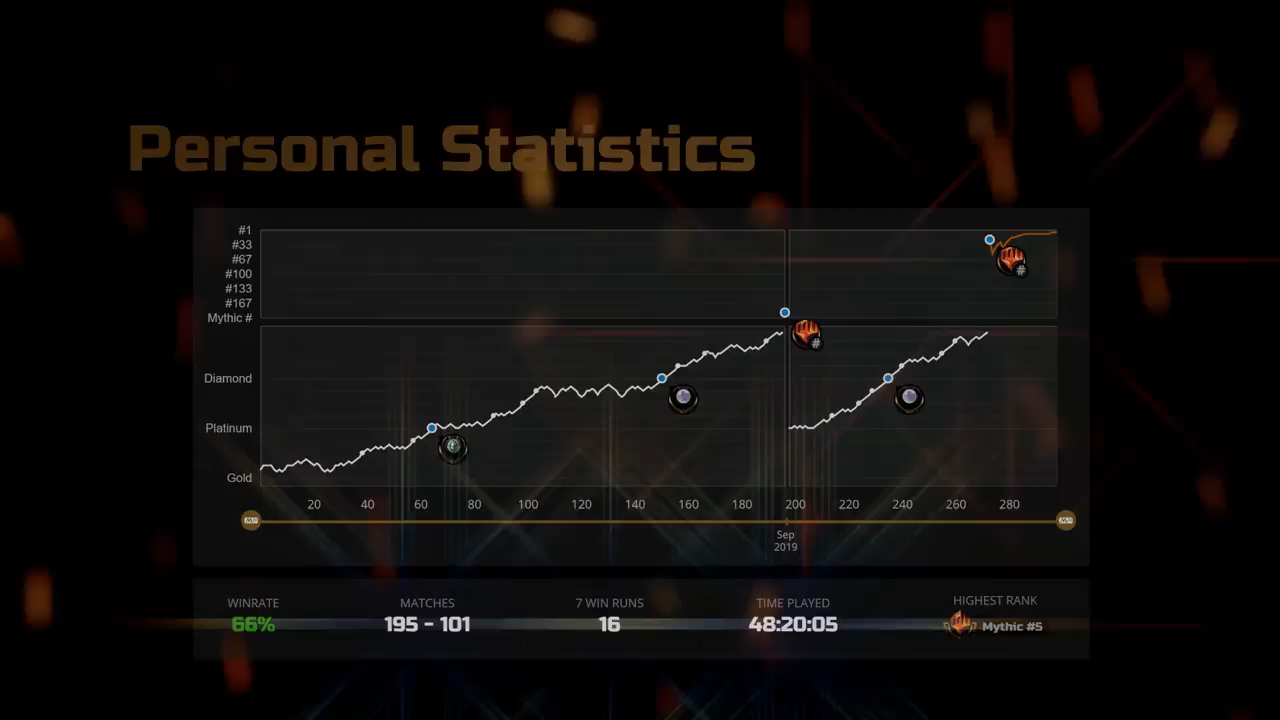 Personal Statistics
#1
#33
#67
#100
#133
#167
Mythic #
Diamond
Platinum
Gold
20 40 60 80 100 120 140 160 180 200 220 240 260 280
Sep
2019
WINRATE MATCHES 7 WIN RUNS TIME PLAYED HIGHEST RANK
66% 195 - 101 16 48:20:05 Mythic #5